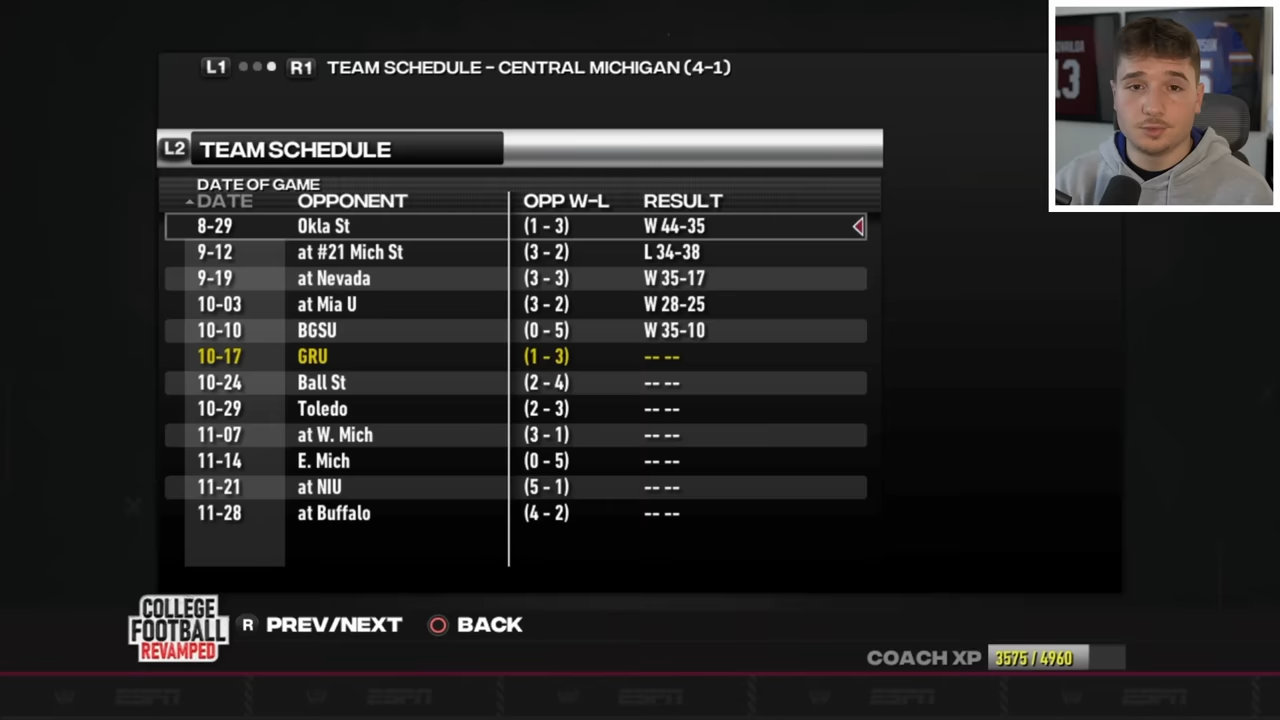 L1 R1 TEAM SCHEDULE - CENTRAL MICHIGAN (4-1)
L2 TEAM SCHEDULE
DATE OF GAME
DATE OPPONENT OPP W-L RESULT
8-29 Okla St (1 - 3) W 44-35
9-12 at #21 Mich St (3 - 2) L 34-38
9-19 at Nevada (3 - 3) W 35-17
10-03 at Mia U (3 - 2) W 28-25
10-10 BGSU (0 - 5) W 35-10
10-17 GRU (1 - 3) -- --
10-24 Ball St (2 - 4) -- --
10-29 Toledo (2 - 3) -- --
11-07 at W. Mich (3 - 1) -- --
11-14 E. Mich (0 - 5) -- --
11-21 at NIU (5 - 1) -- --
11-28 at Buffalo (4 - 2) -- --
COLLEGE
FOOTBALL
REVAMPED
R PREV/NEXT BACK
COACH XP 3575 / 4960
ESPN ESPN ESPN ESPN ESPN